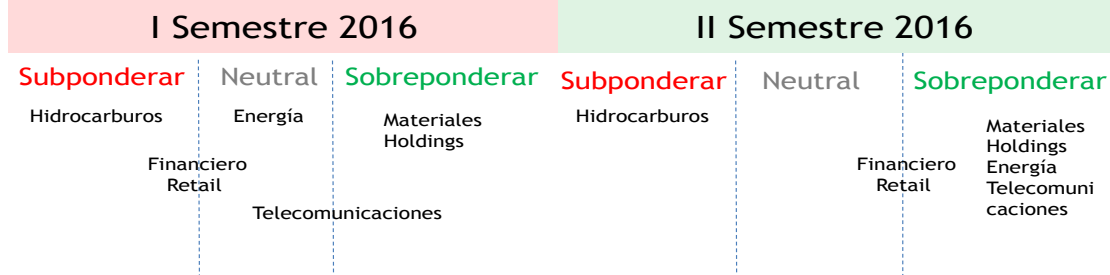 I Semestre 2016
II Semestre 2016
Subponderar
Neutral
Sobreponderar
Hidrocarburos
Energía
Materiales
Holdings
Financiero
Retail
Telecomunicaciones
Subponderar
Neutral
Sobreponderar
Hidrocarburos
Financiero
Retail
Materiales
Holdings
Energía
Telecomuni
caciones